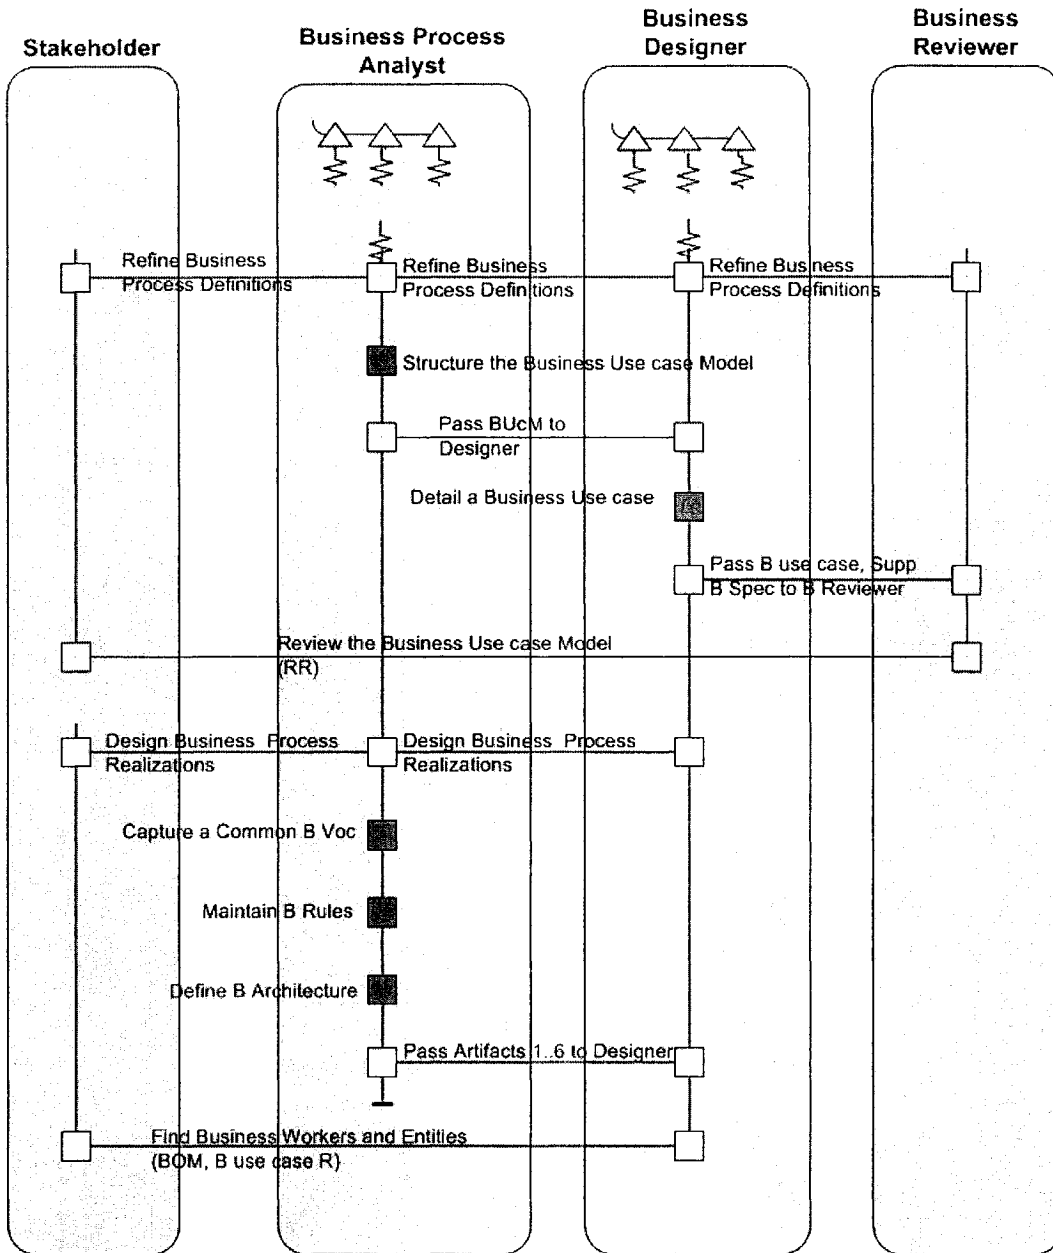 Stakeholder
Business Process
Analyst
Business
Designer
Business
Reviewer
Refine Business
Process Definitions
Refine Business
Process Definitions
Refine Business
Process Definitions
Structure the Business Use case Model
Pass BUcM to
Designer
Detail a Business Use case
Pass B use case, Supp
B Spec to B Reviewer
Review the Business Use case Model
(RR)
Design Business Process
Realizations
Design Business Process
Realizations
Capture a Common B Voc
Maintain B Rules
Define B Architecture
Pass Artifacts 1..6 to Designer
Find Business Workers and Entities
(BOM, B use case R)